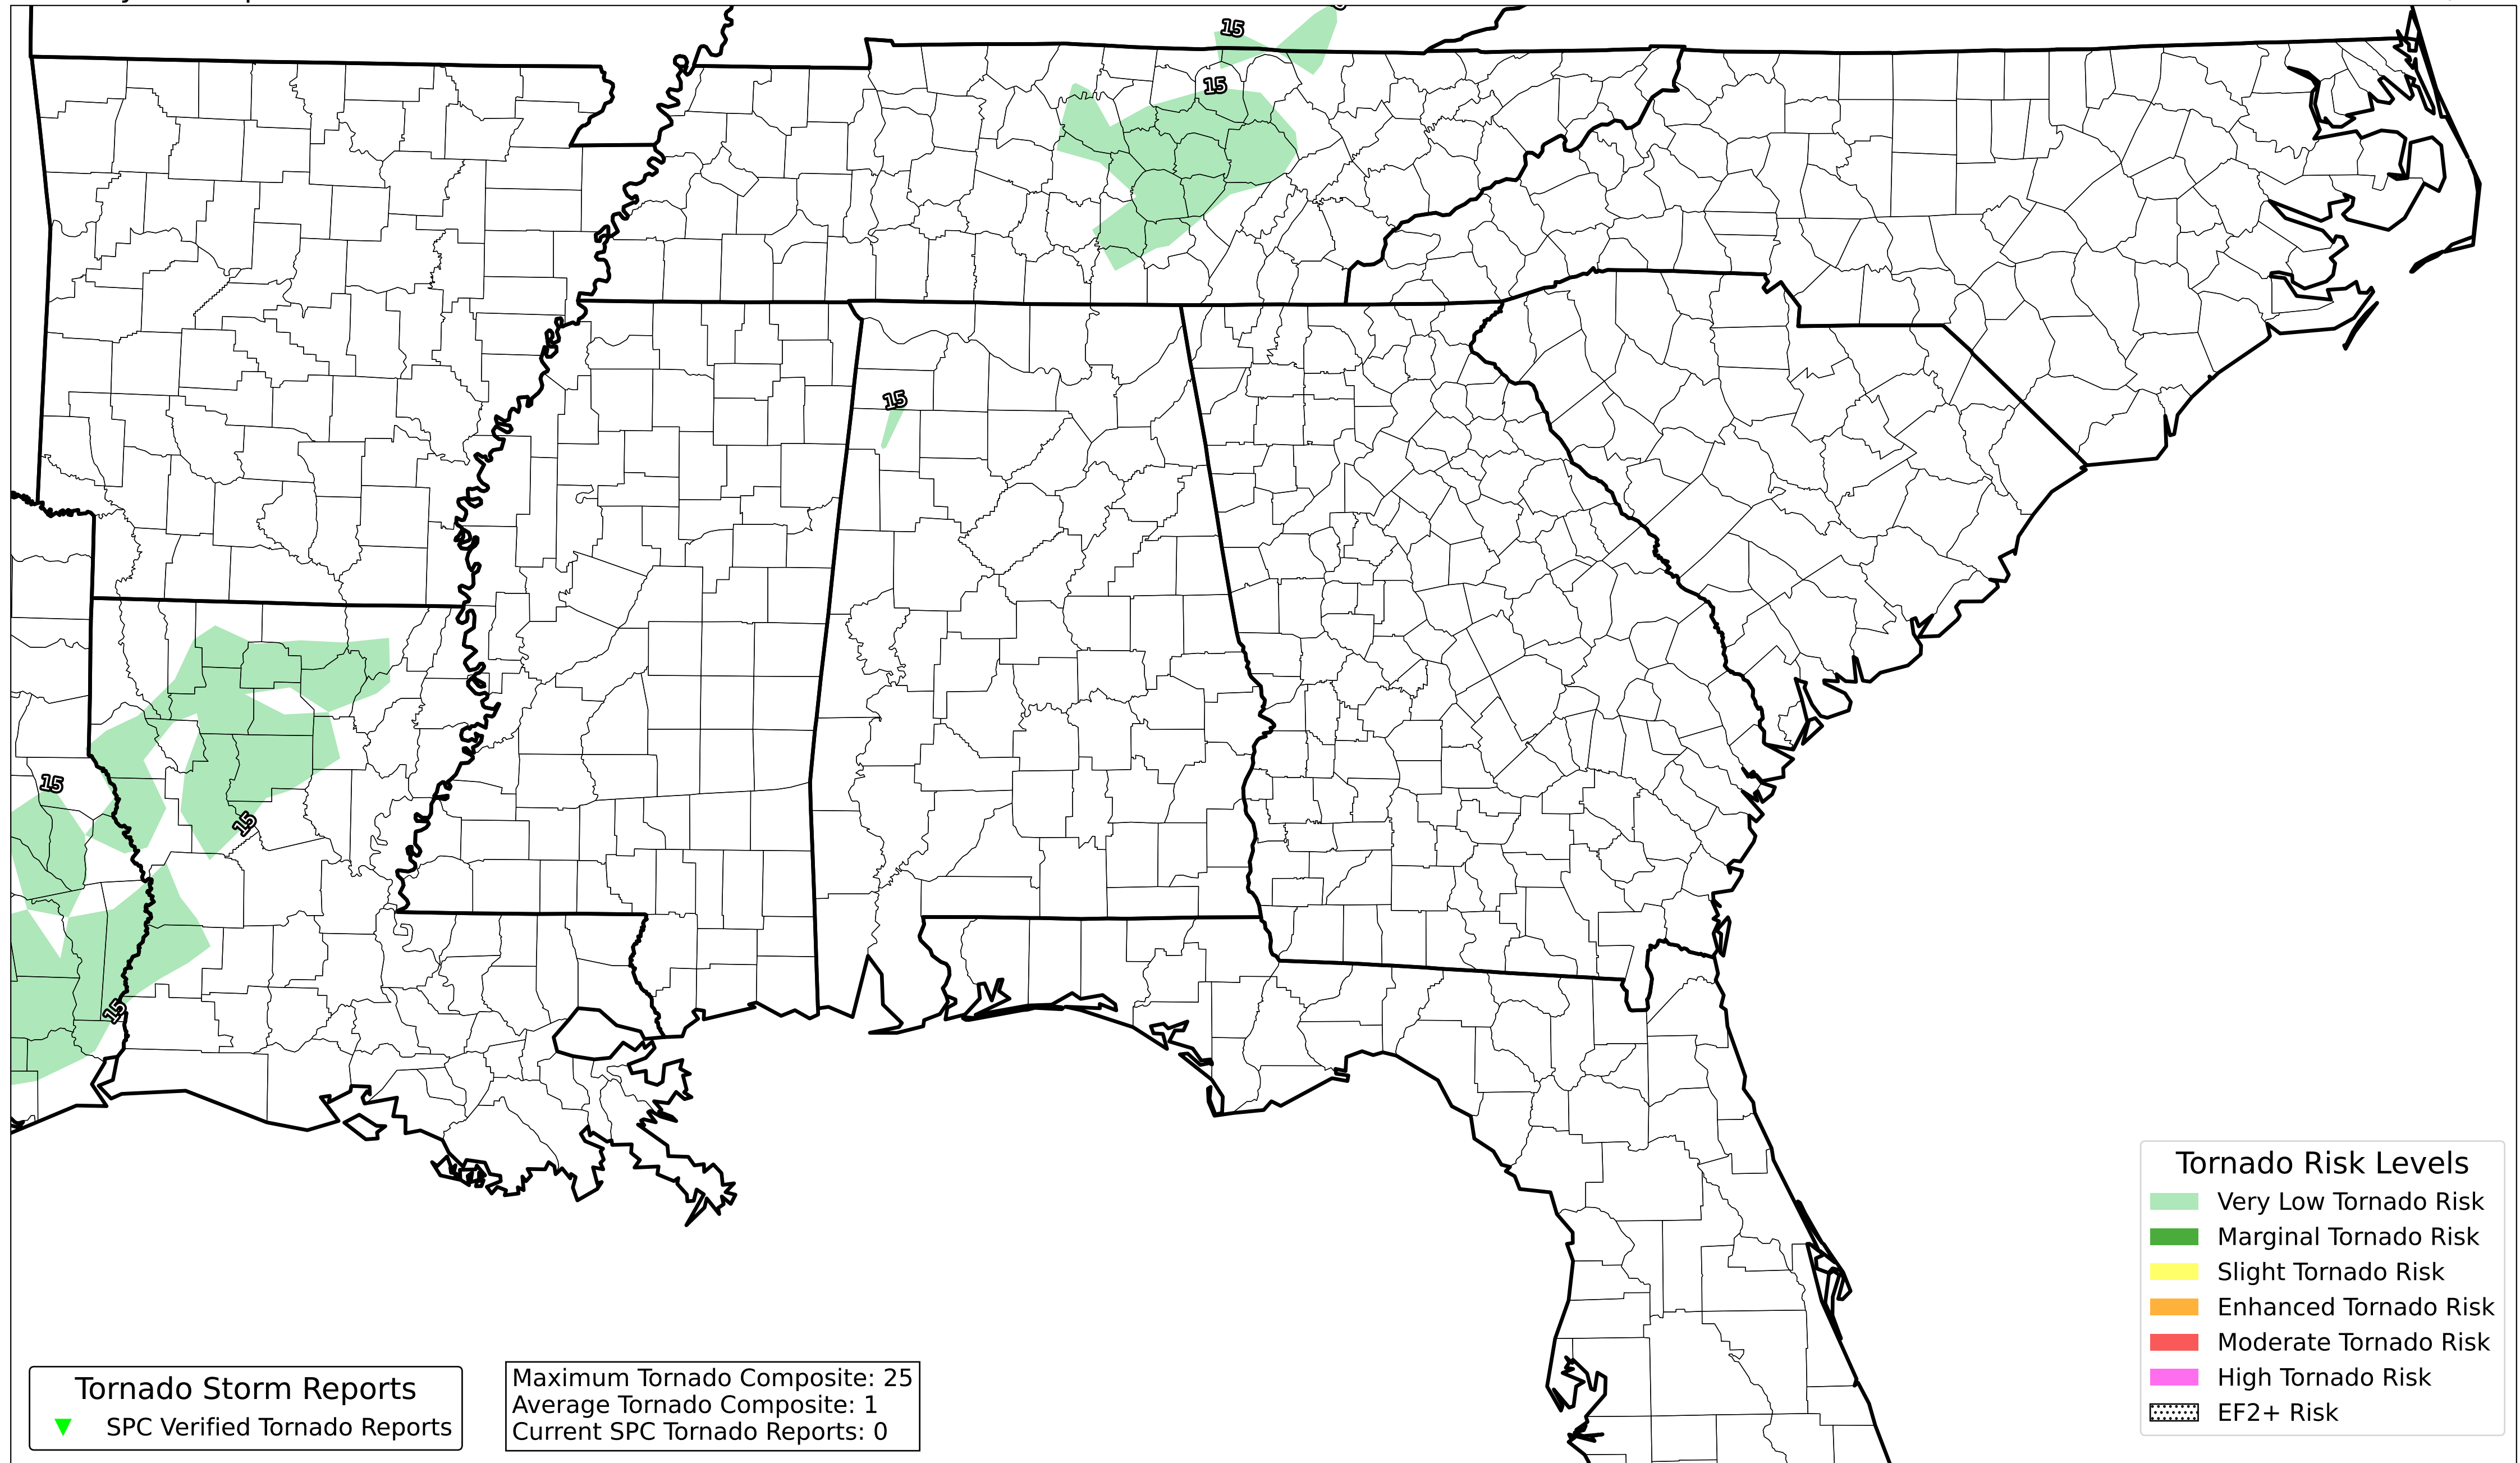 15
15
15
15
15
15
Tornado Risk Levels
Very Low Tornado Risk
Marginal Tornado Risk
Slight Tornado Risk
Enhanced Tornado Risk
Moderate Tornado Risk
High Tornado Risk
EF2+ Risk
Tornado Storm Reports
SPC Verified Tornado Reports
Maximum Tornado Composite: 25
Average Tornado Composite: 1
Current SPC Tornado Reports: 0